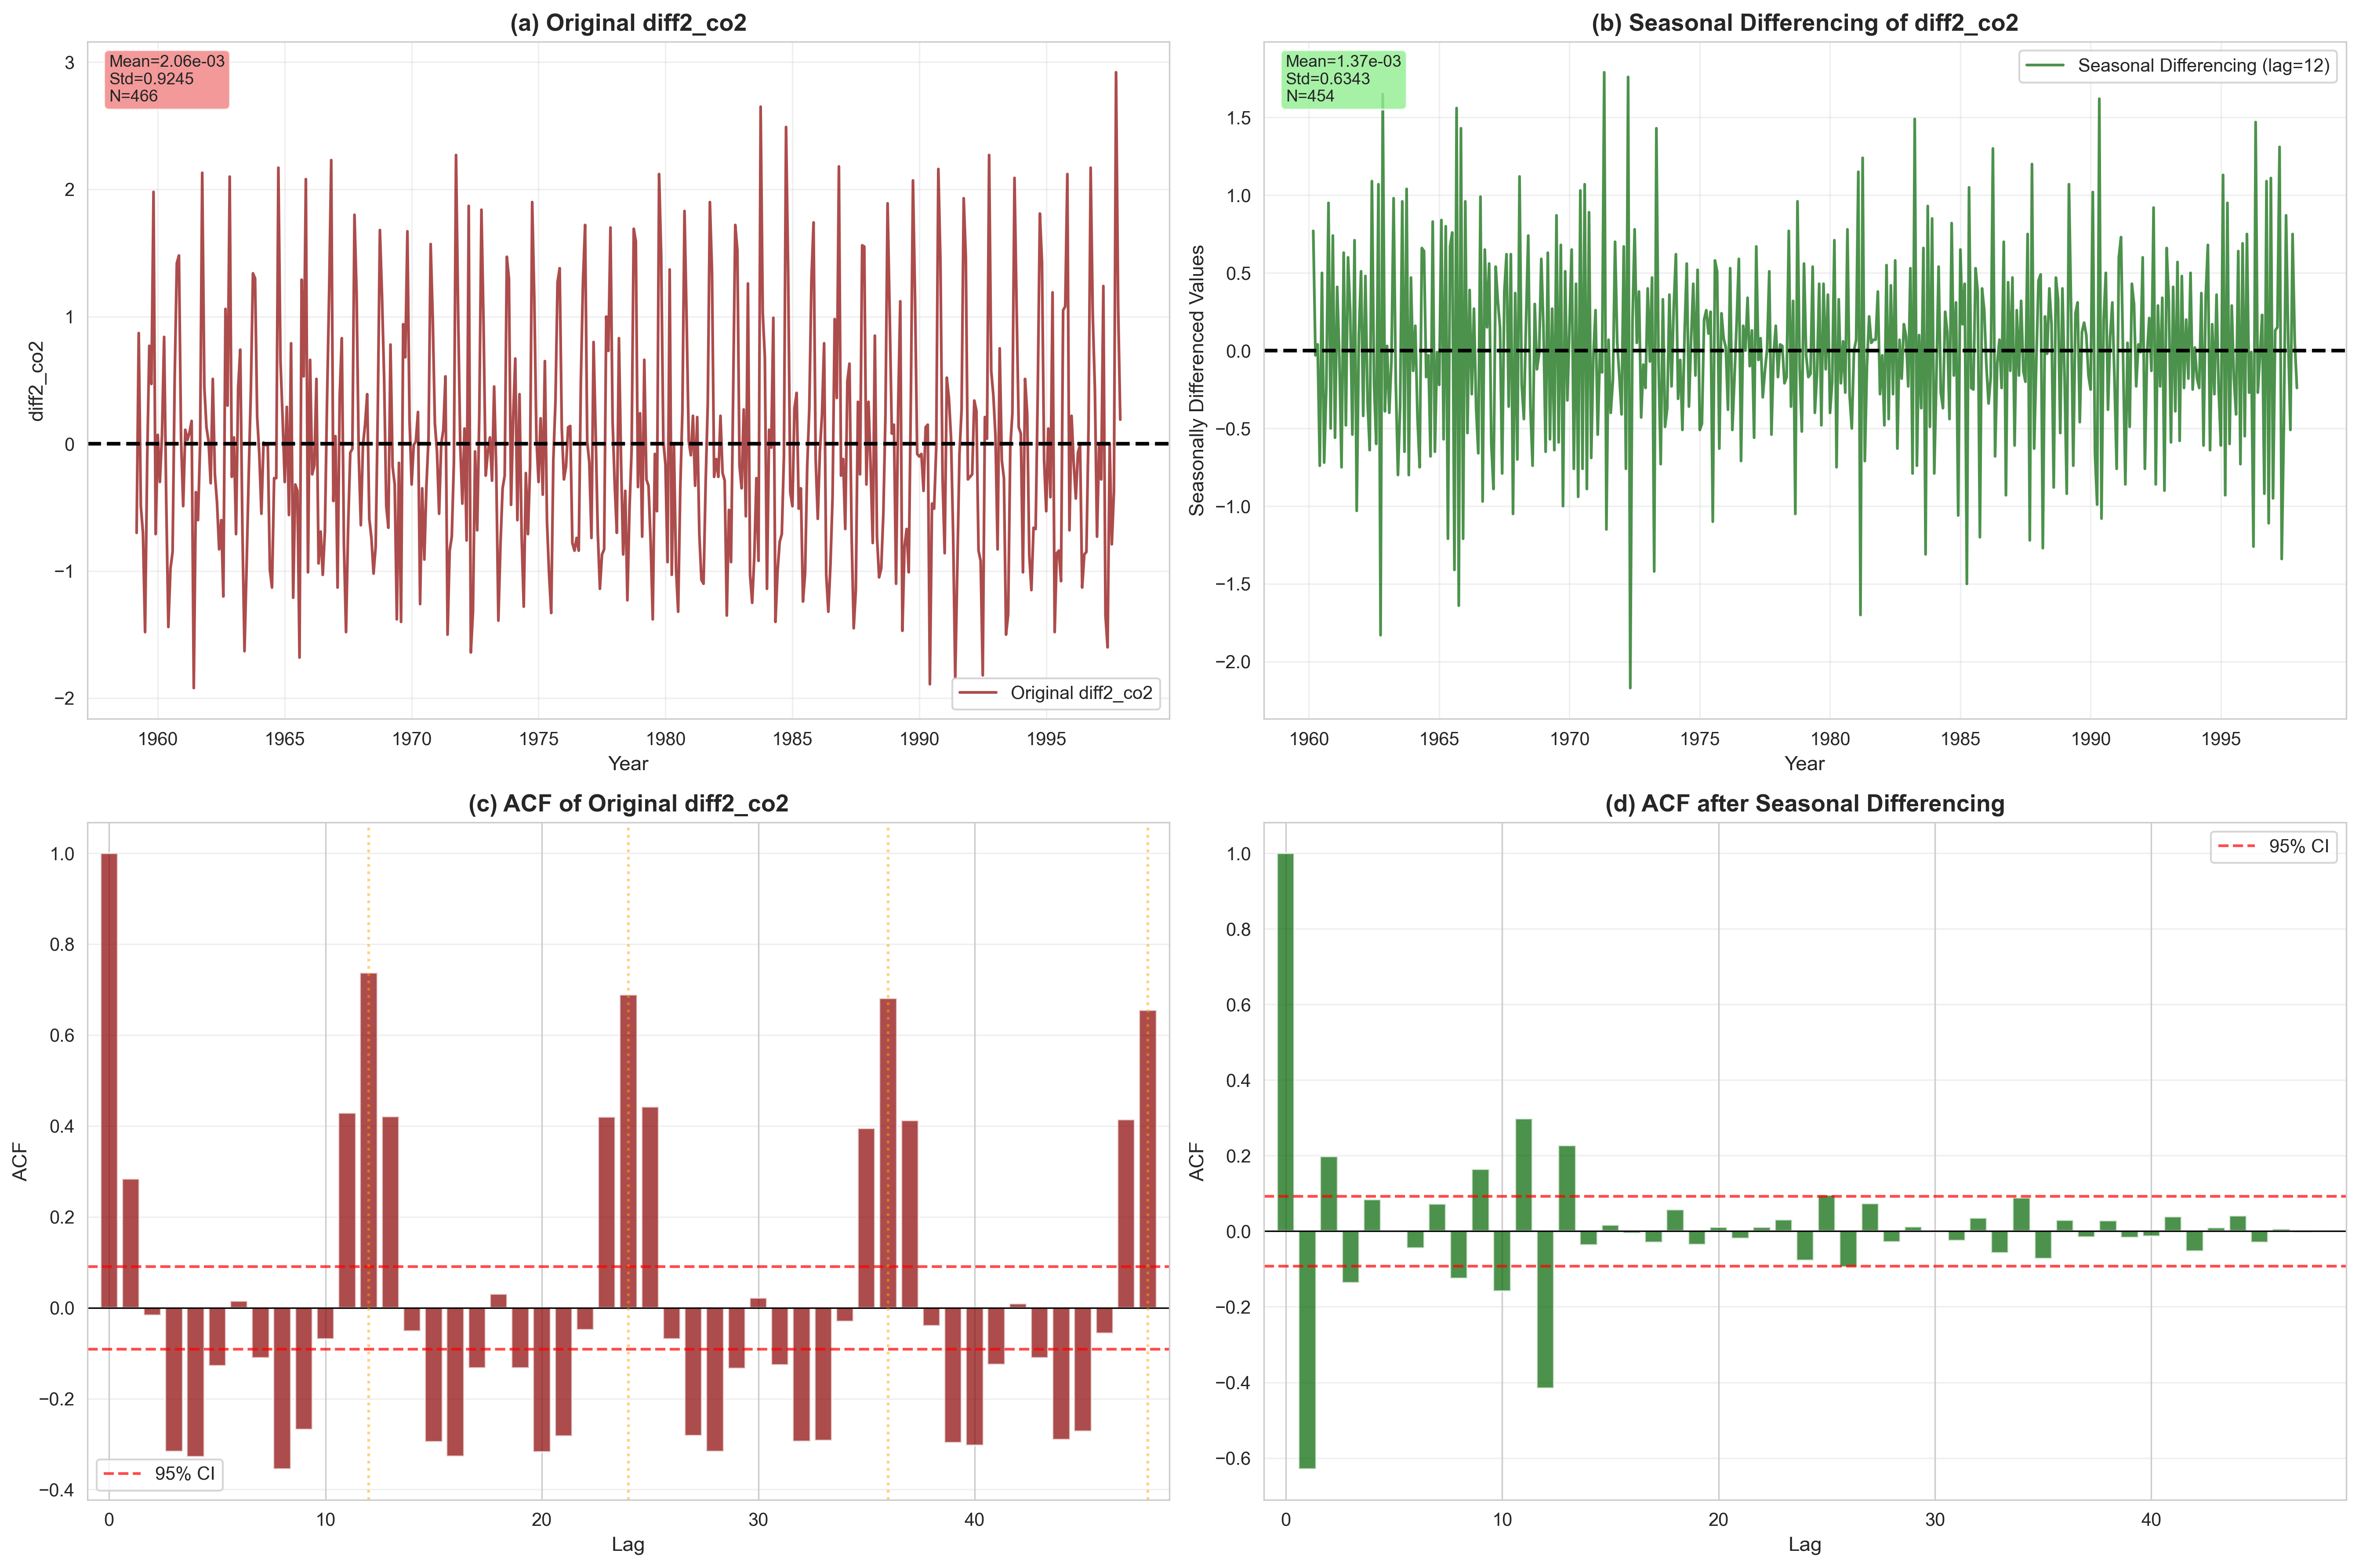 (a) Original diff2_co2
Mean=2.06e-03
Std=0.9245
N=466
3
2
1
0
−1
−2
diff2_co2
Original diff2_co2
1960 1965 1970 1975 1980 1985 1990 1995
Year
(b) Seasonal Differencing of diff2_co2
Mean=1.37e-03
Std=0.6343
N=454
Seasonal Differencing (lag=12)
1.5
1.0
0.5
0.0
−0.5
−1.0
−1.5
−2.0
Seasonally Differenced Values
1960 1965 1970 1975 1980 1985 1990 1995
Year
(c) ACF of Original diff2_co2
1.0
0.8
0.6
0.4
0.2
0.0
−0.2
−0.4
ACF
95% CI
0 10 20 30 40
Lag
(d) ACF after Seasonal Differencing
95% CI
1.0
0.8
0.6
0.4
0.2
0.0
−0.2
−0.4
−0.6
ACF
0 10 20 30 40
Lag